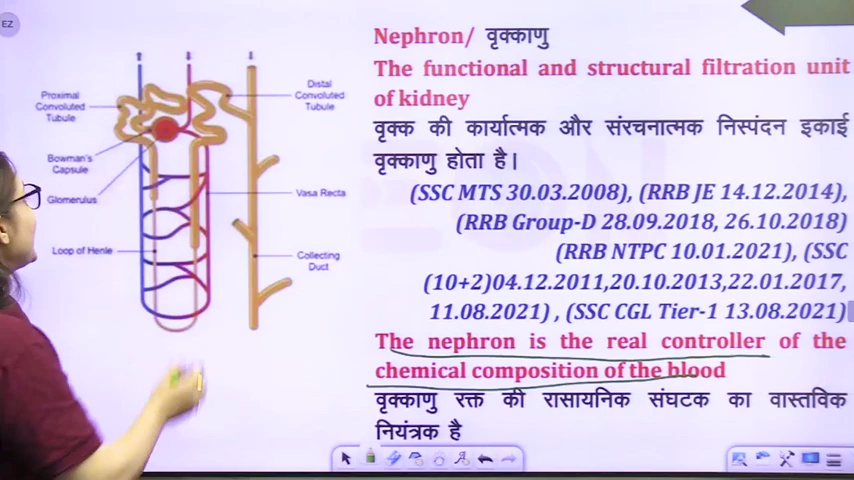 EZ
Nephron/ वृक्काणु
The functional and structural filtration unit
of kidney
वृक्क की कार्यात्मक और संरचनात्मक निस्पंदन इकाई
वृक्काणु होता है।
(SSC MTS 30.03.2008), (RRB JE 14.12.2014),
(RRB Group-D 28.09.2018, 26.10.2018)
(RRB NTPC 10.01.2021), (SSC
(10+2)04.12.2011,20.10.2013,22.01.2017,
11.08.2021) , (SSC CGL Tier-1 13.08.2021)
The nephron is the real controller of the
chemical composition of the blood
वृक्काणु रक्त की रासायनिक संघटक का वास्तविक
नियंत्रक है
Proximal
Convoluted
Tubule
Bowman's
Capsule
Glomerulus
Loop of Henle
Distal
Convoluted
Tubule
Vasa Recta
Collecting
Duct